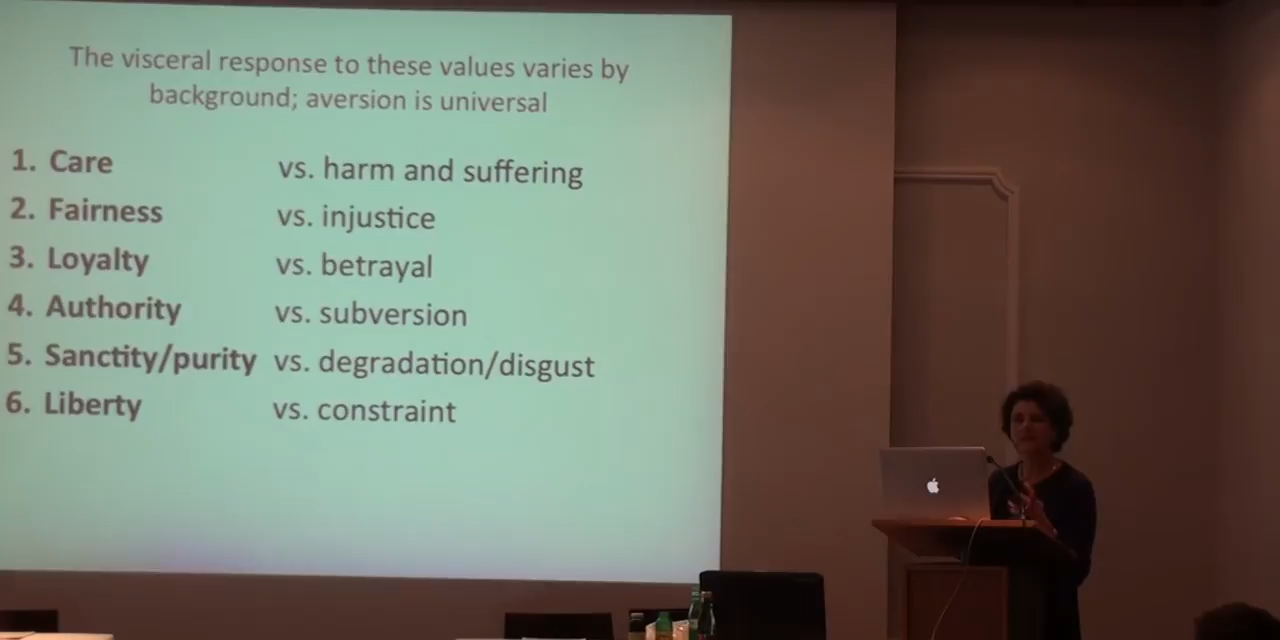 The visceral response to these values varies by
background; aversion is universal
1. Care vs. harm and suffering
2. Fairness vs. injustice
3. Loyalty vs. betrayal
4. Authority vs. subversion
5. Sanctity/purity vs. degradation/disgust
6. Liberty vs. constraint